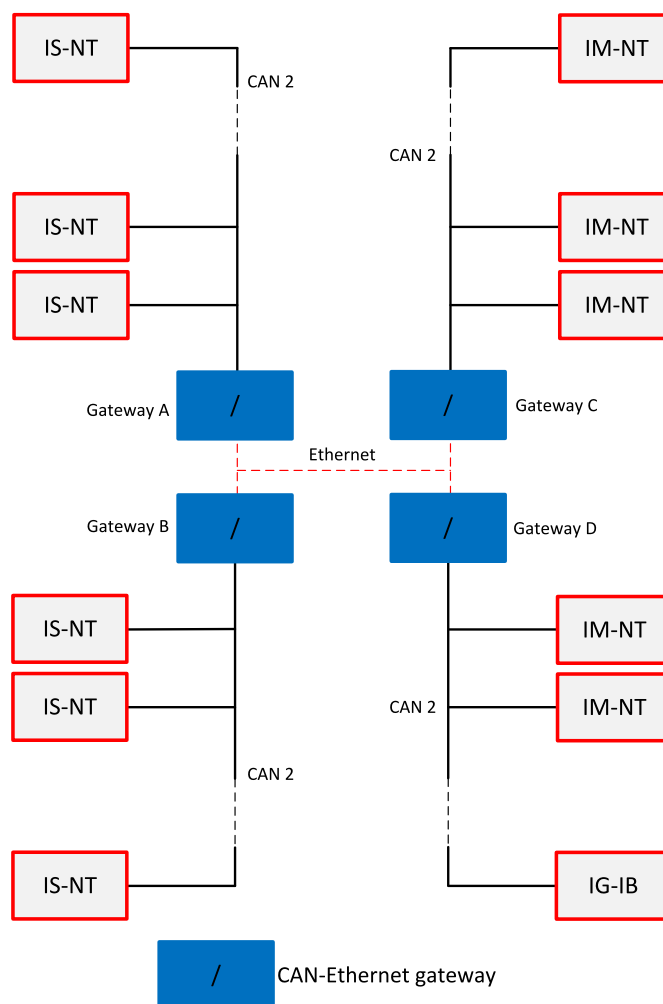 IS-NT
IM-NT
CAN 2
CAN 2
IS-NT
IM-NT
IS-NT
IM-NT
Gateway A
/
/
Gateway C
Ethernet
Gateway B
/
/
Gateway D
IS-NT
IM-NT
IS-NT
IM-NT
CAN 2
CAN 2
IS-NT
IG-IB
/
CAN-Ethernet gateway